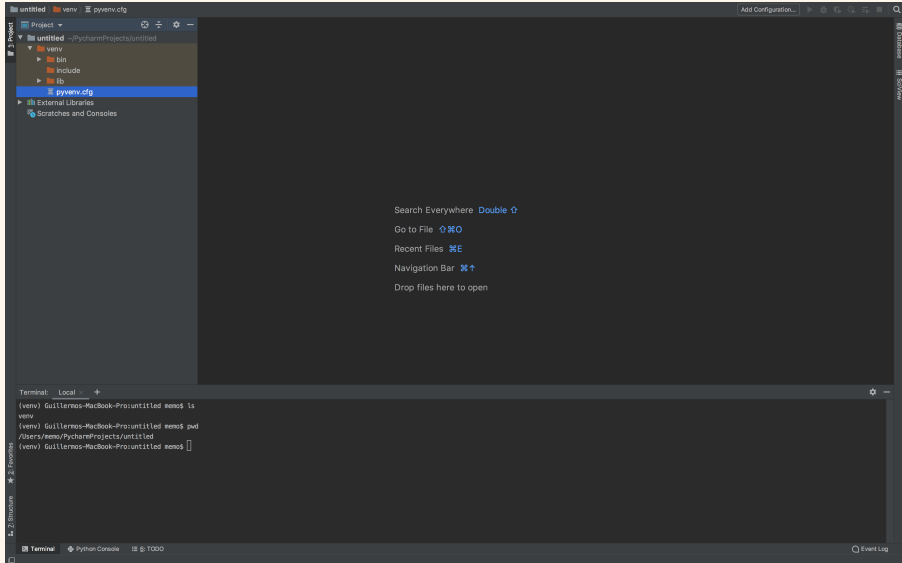 untitled venv pyvenv.cfg
Add Configuration...
1: Project
Project
untitled ~/PycharmProjects/untitled
venv
bin
include
lib
pyvenv.cfg
External Libraries
Scratches and Consoles
Database
SciView
Search Everywhere Double ⇧
Go to File ⇧⌘O
Recent Files ⌘E
Navigation Bar ⌘↑
Drop files here to open
Terminal: Local × +
(venv) Guillermos-MacBook-Pro:untitled memo$ ls
venv
(venv) Guillermos-MacBook-Pro:untitled memo$ pwd
/Users/memo/PycharmProjects/untitled
(venv) Guillermos-MacBook-Pro:untitled memo$
2: Favorites
7: Structure
Terminal Python Console 6: TODO
Event Log